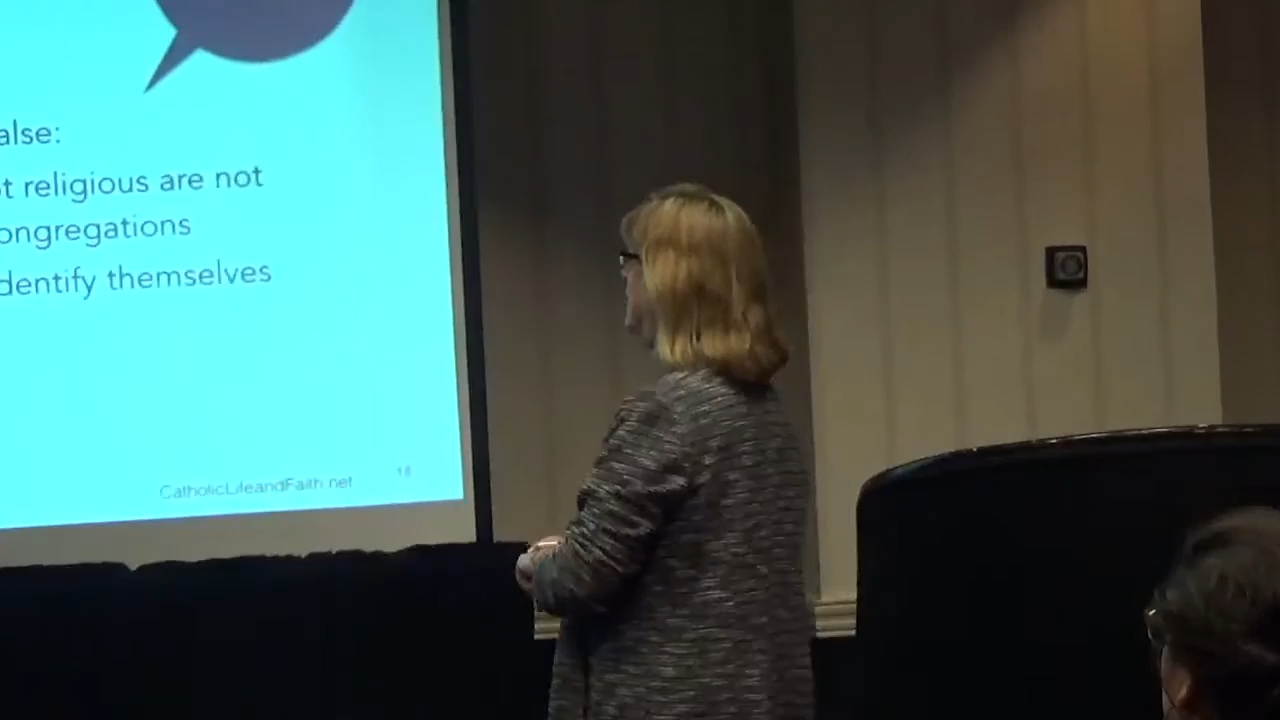 alse:
t religious are not
ongregations
dentify themselves
CatholicLifeandFaith.net
18